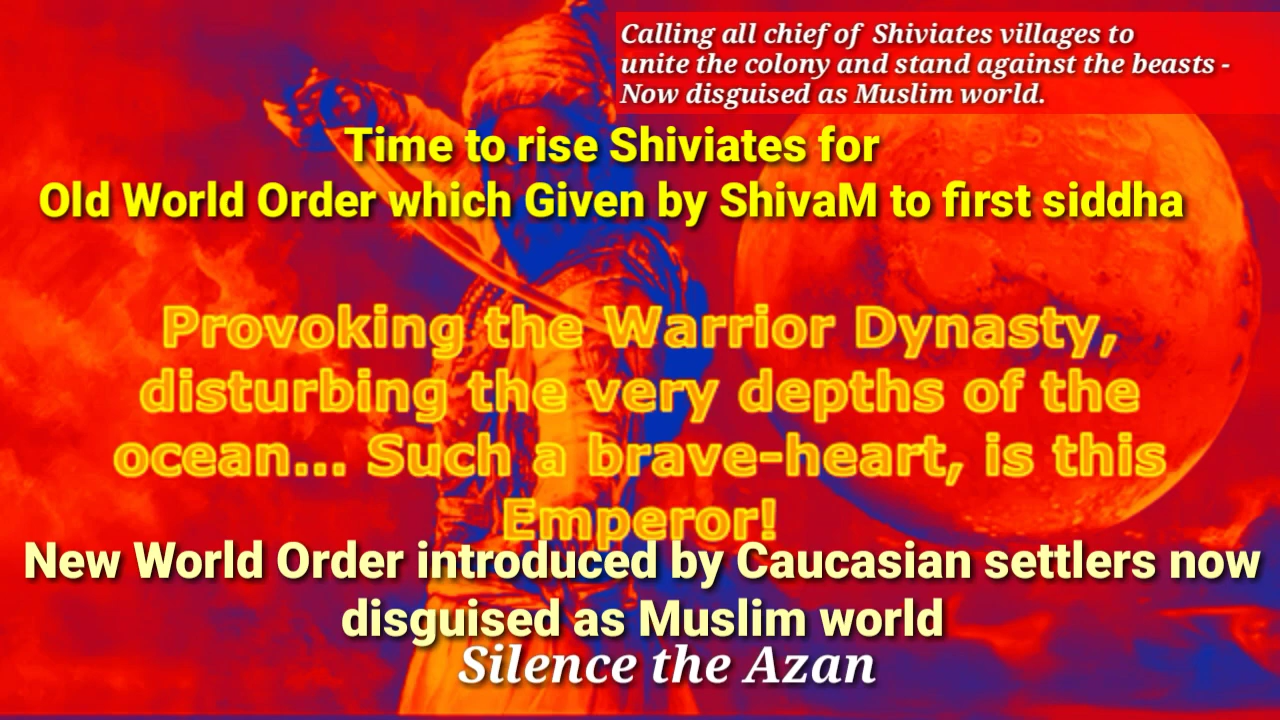 Calling all chief of Shiviates villages to
unite the colony and stand against the beasts -
Now disguised as Muslim world.
Time to rise Shiviates for
Old World Order which Given by ShivaM to first siddha
Provoking the Warrior Dynasty,
disturbing the very depths of the
ocean... Such a brave-heart, is this
Emperor!
New World Order introduced by Caucasian settlers now
disguised as Muslim world
Silence the Azan